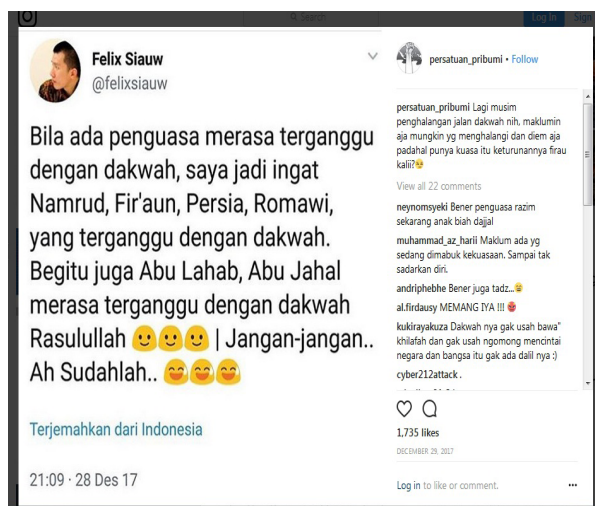 Search
Log In
Sign
Felix Siauw
@felixsiauw
Bila ada penguasa merasa terganggu
dengan dakwah, saya jadi ingat
Namrud, Fir'aun, Persia, Romawi,
yang terganggu dengan dakwah.
Begitu juga Abu Lahab, Abu Jahal
merasa terganggu dengan dakwah
Rasulullah 🙂🙂🙂 | Jangan-jangan..
Ah Sudahlah.. 😄😄😄
Terjemahkan dari Indonesia
21:09 · 28 Des 17
persatuan_pribumi • Follow
persatuan_pribumi Lagi musim
penghalangan jalan dakwah nih, maklumin
aja mungkin yg menghalangi dan diem aja
padahal punya kuasa itu keturunannya firau
kalii?😏
View all 22 comments
neynomsyeki Bener penguasa razim
sekarang anak biah dajjal
muhammad_az_harii Maklum ada yg
sedang dimabuk kekuasaan. Sampai tak
sadarkan diri.
andriphebhe Bener juga tadz...😄
al.firdausy MEMANG IYA !!! 😡
kukirayakuza Dakwah nya gak usah bawa"
khilafah dan gak usah ngomong mencintai
negara dan bangsa itu gak ada dalil nya :)
cyber212attack .
1,735 likes
DECEMBER 29, 2017
Log in to like or comment.